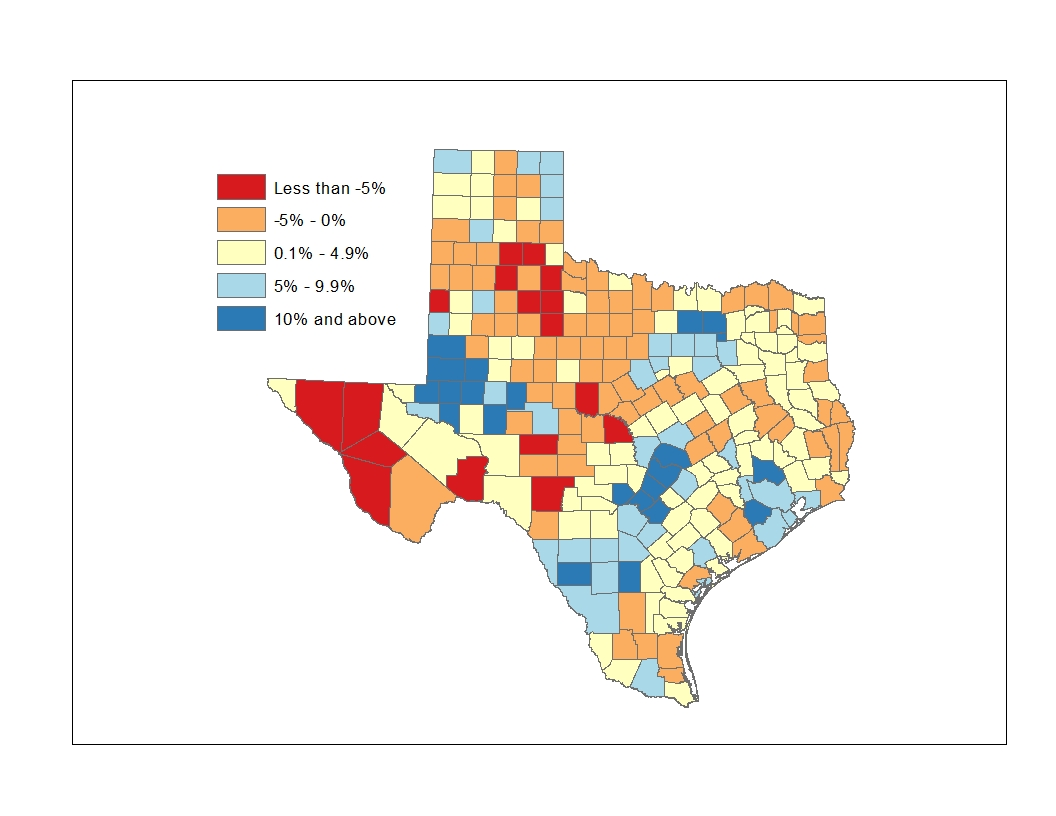 Less than -5%
-5% - 0%
0.1% - 4.9%
5% - 9.9%
10% and above